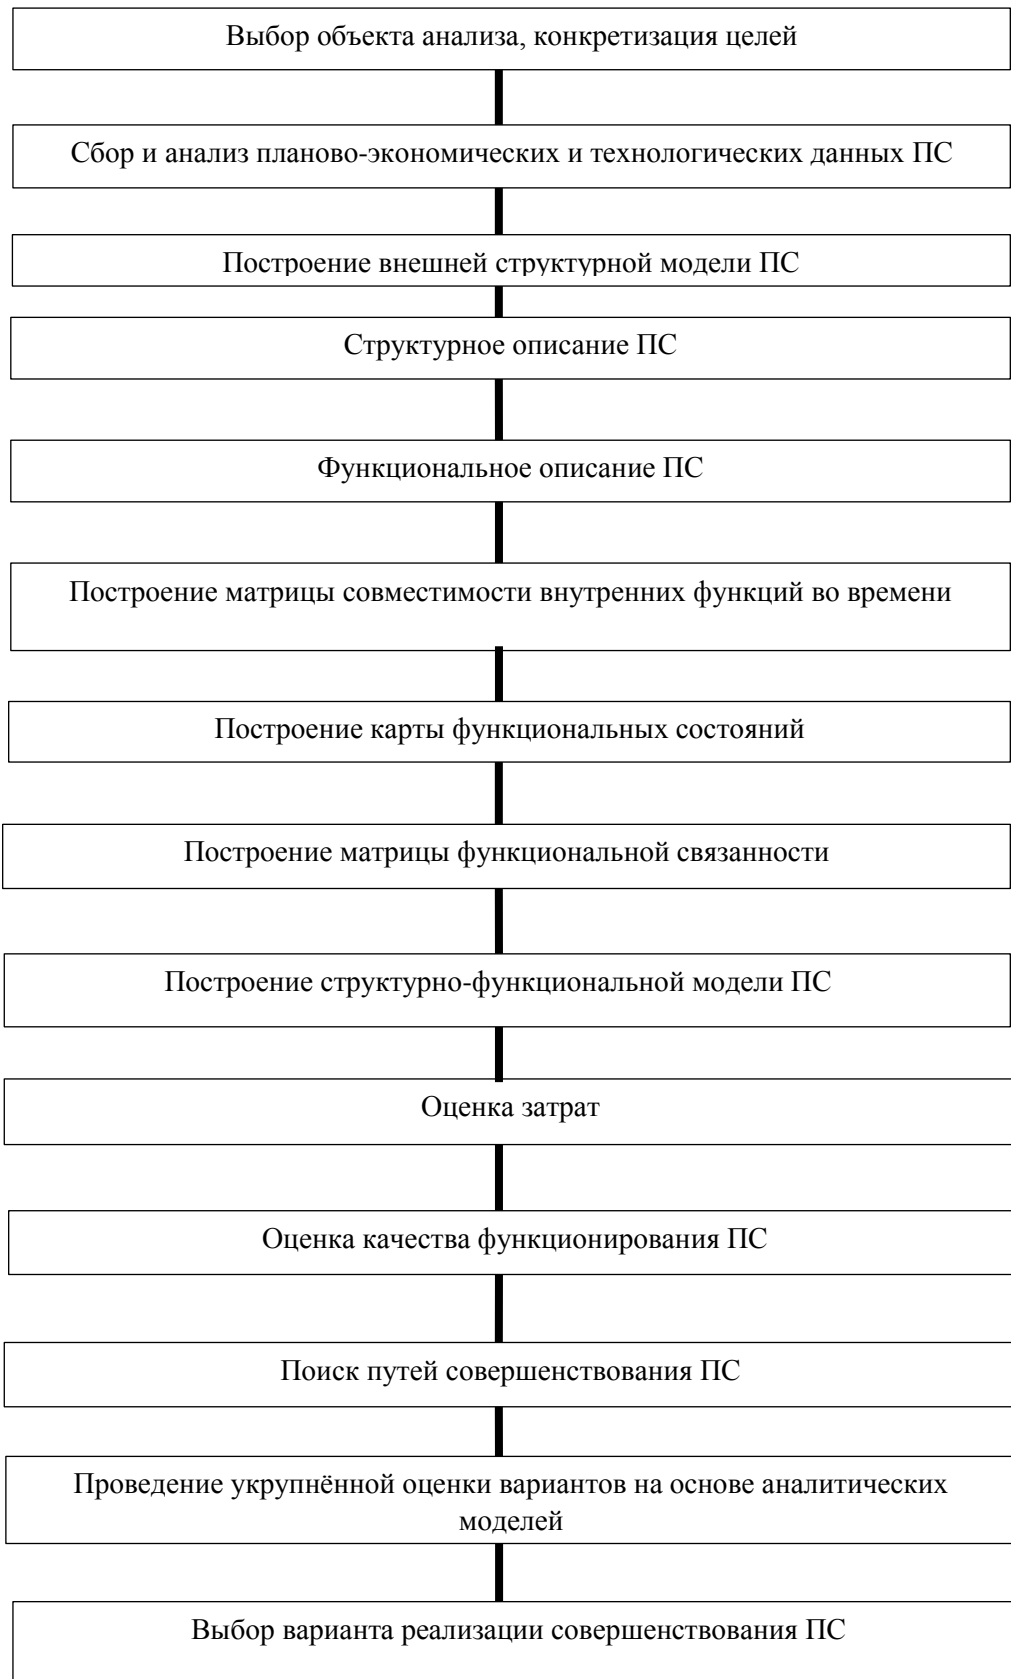 Выбор объекта анализа, конкретизация целей
Сбор и анализ планово-экономических и технологических данных ПС
Построение внешней структурной модели ПС
Структурное описание ПС
Функциональное описание ПС
Построение матрицы совместимости внутренних функций во времени
Построение карты функциональных состояний
Построение матрицы функциональной связанности
Построение структурно-функциональной модели ПС
Оценка затрат
Оценка качества функционирования ПС
Поиск путей совершенствования ПС
Проведение укрупнённой оценки вариантов на основе аналитических
моделей
Выбор варианта реализации совершенствования ПС